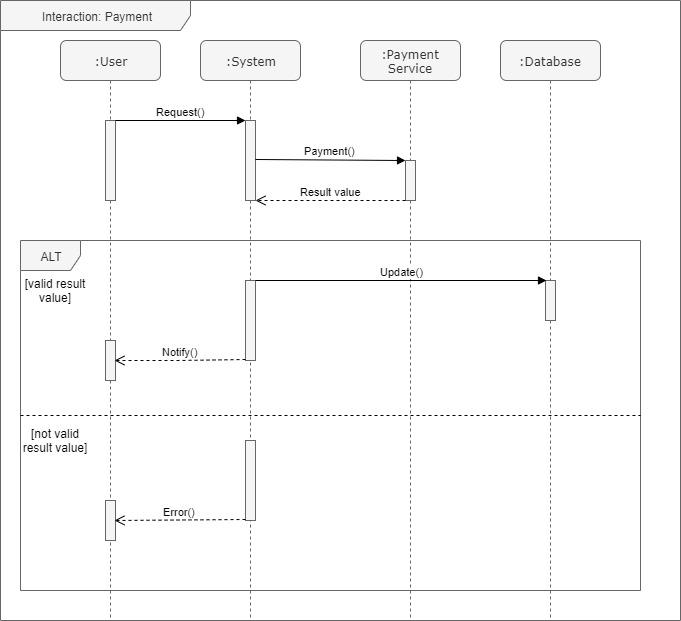 Interaction: Payment
:User
:System
:Payment
Service
:Database
Request()
Payment()
Result value
ALT
[valid result
value]
Update()
Notify()
[not valid
result value]
Error()